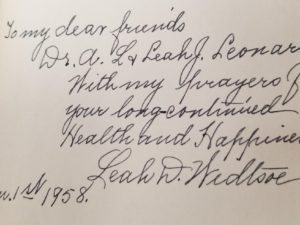 To my dear friends
Dr. A. L. & Leah J. Leonar
With my prayers f
your long-continued
Health and Happine
Leah D. Widtsoe
n. 1st 1958.